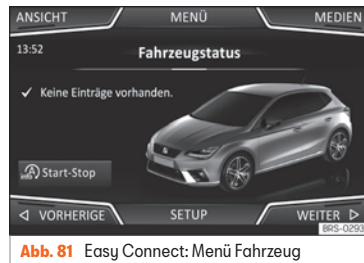 ANSICHT MENÜ MEDIEN
13:52 Fahrzeugstatus
✓ Keine Einträge vorhanden.
Start-Stop
◁ VORHERIGE SETUP WEITER ▷
BRS-0293
Abb. 81 Easy Connect: Menü Fahrzeug